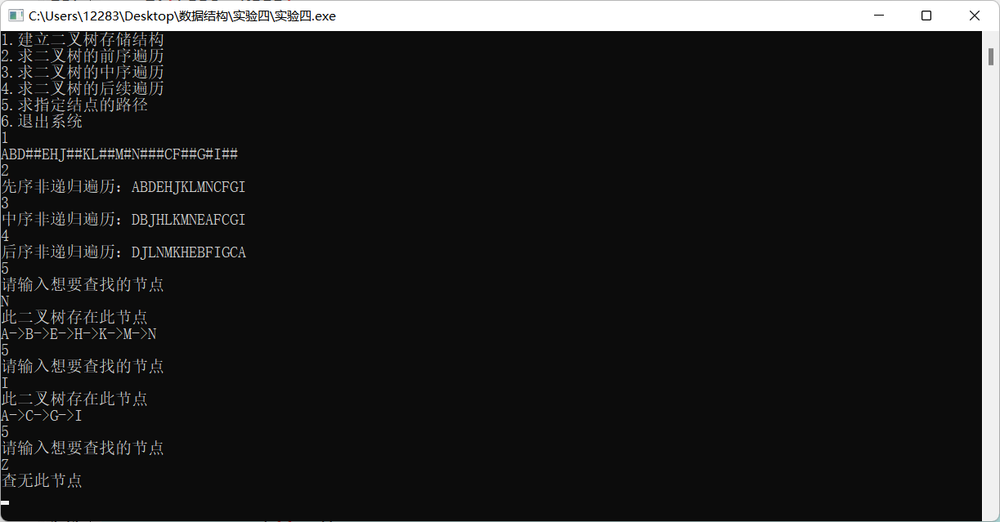 C:\Users\12283\Desktop\数据结构\实验四\实验四.exe
1.建立二叉树存储结构
2.求二叉树的前序遍历
3.求二叉树的中序遍历
4.求二叉树的后续遍历
5.求指定结点的路径
6.退出系统
1
ABD##EHJ##KL##M#N###CF##G#I##
2
先序非递归遍历：ABDEHJKLMNCFGI
3
中序非递归遍历：DBJHLKMNEAFCGI
4
后序非递归遍历：DJLNMKHEBFIGCA
5
请输入想要查找的节点
N
此二叉树存在此节点
A->B->E->H->K->M->N
5
请输入想要查找的节点
I
此二叉树存在此节点
A->C->G->I
5
请输入想要查找的节点
Z
查无此节点